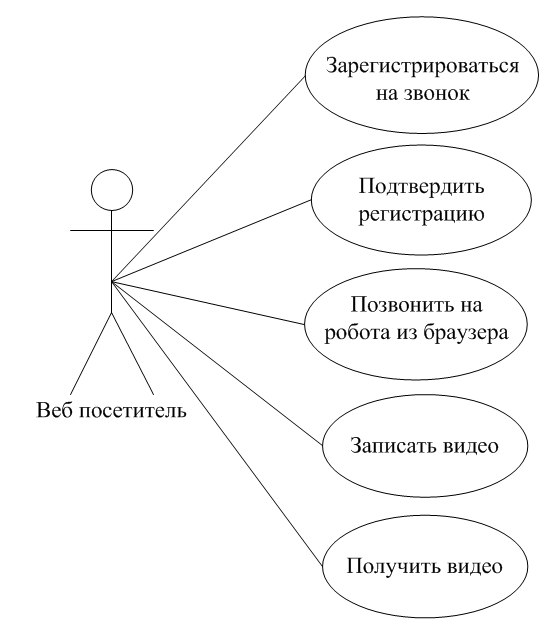 Зарегистрироваться
на звонок
Подтвердить
регистрацию
Позвонить на
робота из браузера
Веб посетитель
Записать видео
Получить видео